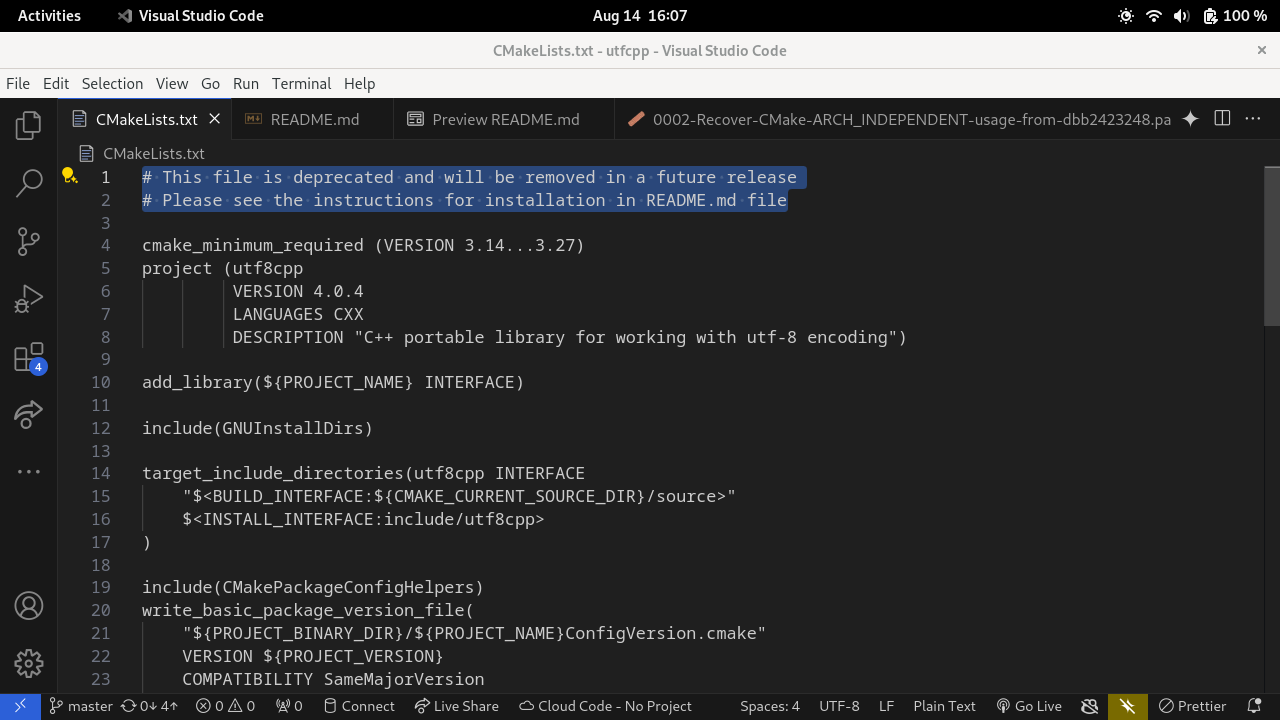 Activities Visual Studio Code Aug 14 16:07 100 %
CMakeLists.txt - utfcpp - Visual Studio Code
File Edit Selection View Go Run Terminal Help
CMakeLists.txt README.md Preview README.md 0002-Recover-CMake-ARCH_INDEPENDENT-usage-from-dbb2423248.pa
CMakeLists.txt
1 # This file is deprecated and will be removed in a future release
2 # Please see the instructions for installation in README.md file
3
4 cmake_minimum_required (VERSION 3.14...3.27)
5 project (utf8cpp
6 VERSION 4.0.4
7 LANGUAGES CXX
8 DESCRIPTION "C++ portable library for working with utf-8 encoding")
9
10 add_library(${PROJECT_NAME} INTERFACE)
11
12 include(GNUInstallDirs)
13
14 target_include_directories(utf8cpp INTERFACE
15 "$<BUILD_INTERFACE:${CMAKE_CURRENT_SOURCE_DIR}/source>"
16 $<INSTALL_INTERFACE:include/utf8cpp>
17 )
18
19 include(CMakePackageConfigHelpers)
20 write_basic_package_version_file(
21 "${PROJECT_BINARY_DIR}/${PROJECT_NAME}ConfigVersion.cmake"
22 VERSION ${PROJECT_VERSION}
23 COMPATIBILITY SameMajorVersion
4
master 0↓ 4↑ 0 0 0 Connect Live Share Cloud Code - No Project Spaces: 4 UTF-8 LF Plain Text Go Live Prettier